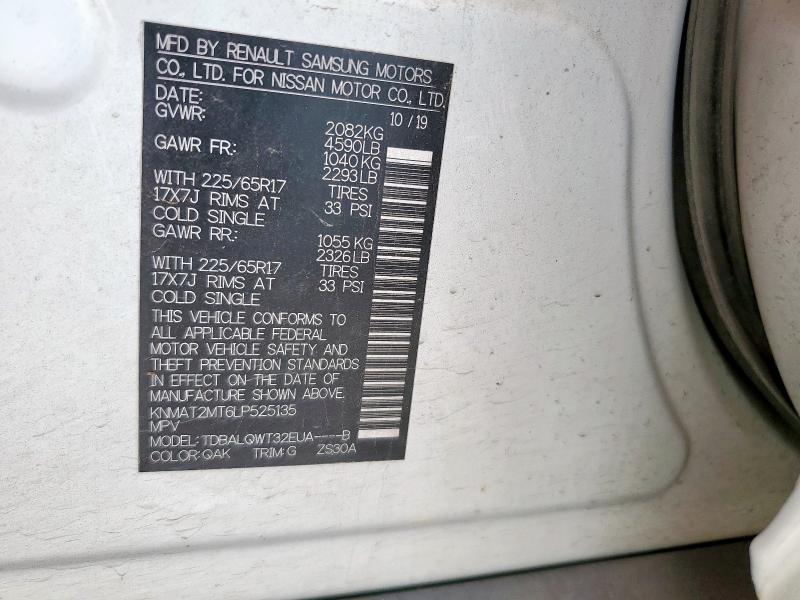 MFD BY RENAULT SAMSUNG MOTORS
CO., LTD. FOR NISSAN MOTOR CO., LTD.
DATE: 10 / 19
GVWR: 2082KG
4590LB
GAWR FR: 1040 KG
2293 LB
WITH 225/65R17 TIRES
17X7J RIMS AT 33 PSI
COLD SINGLE
GAWR RR: 1055 KG
2326 LB
WITH 225/65R17 TIRES
17X7J RIMS AT 33 PSI
COLD SINGLE
THIS VEHICLE CONFORMS TO
ALL APPLICABLE FEDERAL
MOTOR VEHICLE SAFETY AND
THEFT PREVENTION STANDARDS
IN EFFECT ON THE DATE OF
MANUFACTURE SHOWN ABOVE.
KNMAT2MT6LP525135
MPV
MODEL: TDBALQWT32EUA----B
COLOR: QAK TRIM:G ZS30A